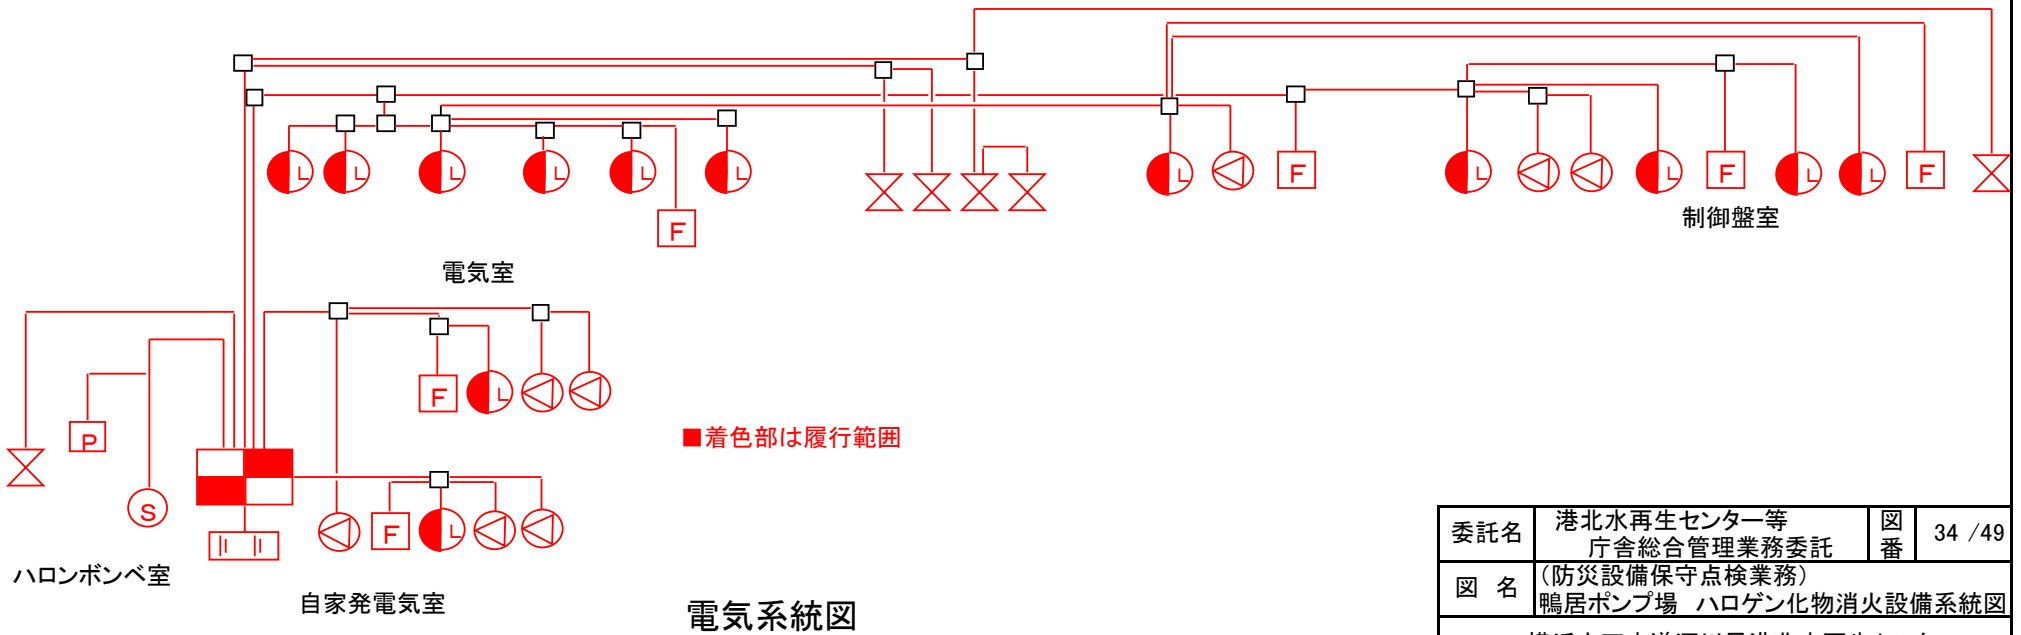 L L L L L L F
電気室
L F L L F L L F
制御盤室
F L
P
S
F L
ハロンボンベ室
自家発電気室
■着色部は履行範囲
電気系統図
委託名
港北水再生センター等
庁舎総合管理業務委託
図番
34 /49
図 名
(防災設備保守点検業務)
鴨居ポンプ場 ハロゲン化物消火設備系統図